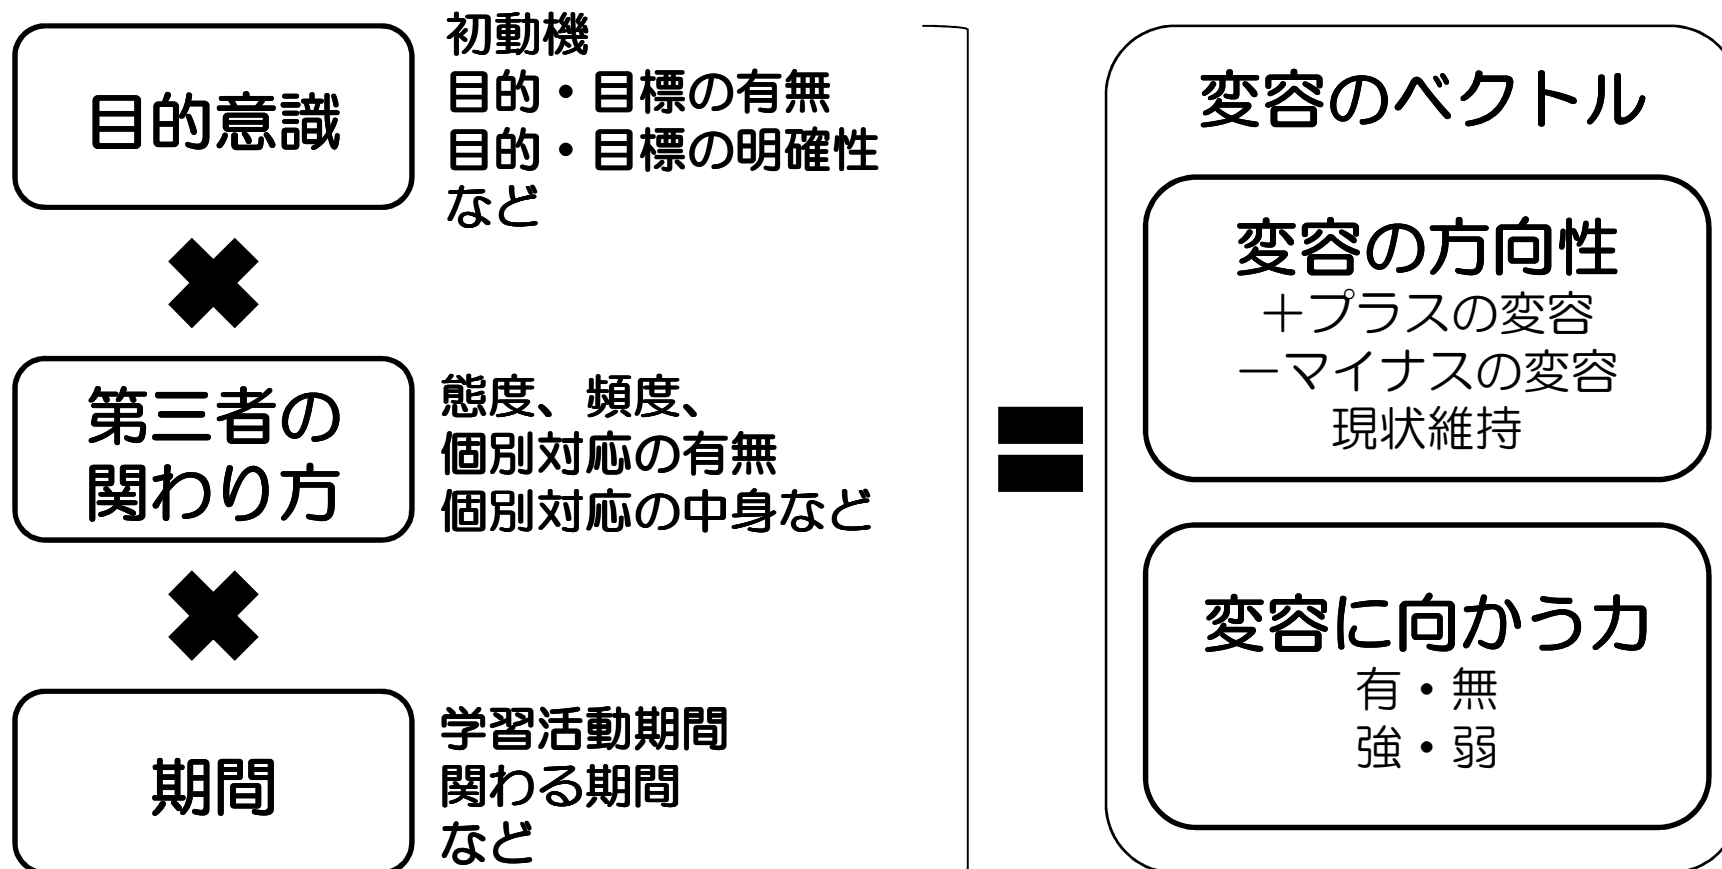 目的意識
初動機
目的・目標の有無
目的・目標の明確性
など
✖
第三者の
関わり方
態度、頻度、
個別対応の有無
個別対応の中身など
✖
期間
学習活動期間
関わる期間
など
＝
変容のベクトル
変容の方向性
＋プラスの変容
－マイナスの変容
現状維持
変容に向かう力
有・無
強・弱